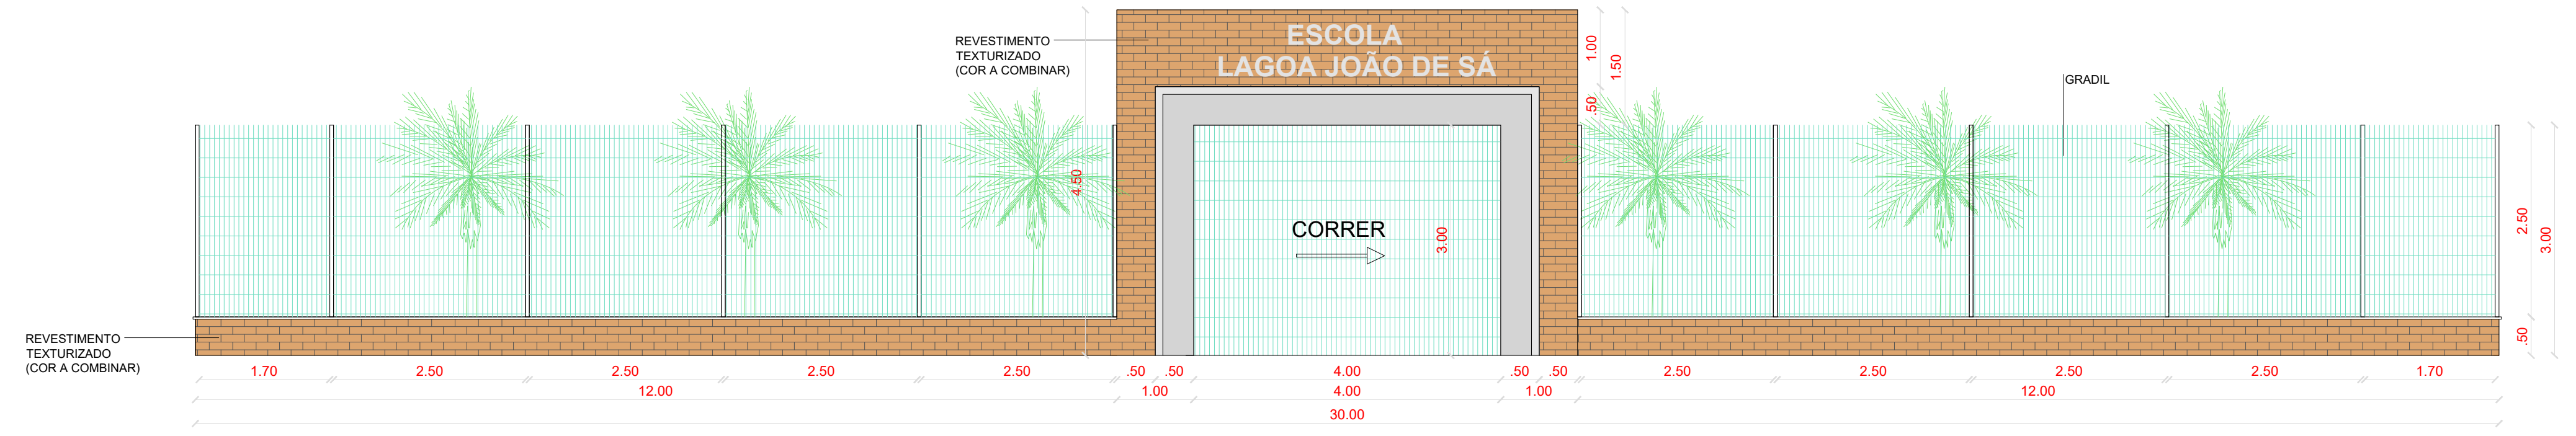 ESCOLA
LAGOA JOÃO DE SÁ
REVESTIMENTO
TEXTURIZADO
(COR A COMBINAR)
1.00
1.50
.50
GRADIL
4.50
CORRER
3.00
2.50
3.00
.50
REVESTIMENTO
TEXTURIZADO
(COR A COMBINAR)
1.70 2.50 2.50 2.50 2.50 .50 .50 4.00 .50 .50 2.50 2.50 2.50 2.50 1.70
12.00 1.00 4.00 1.00 12.00
30.00